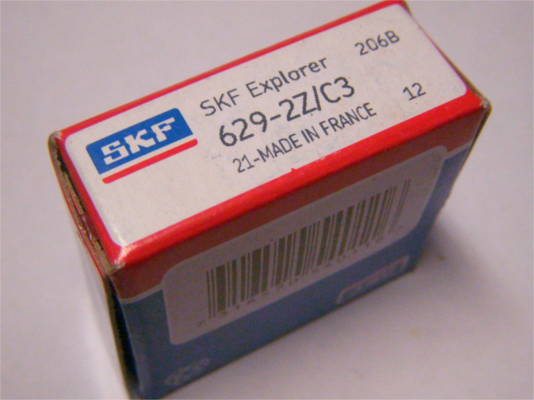 SKF
SKF Explorer
206B
629-2Z/C3
12
21-MADE IN FRANCE